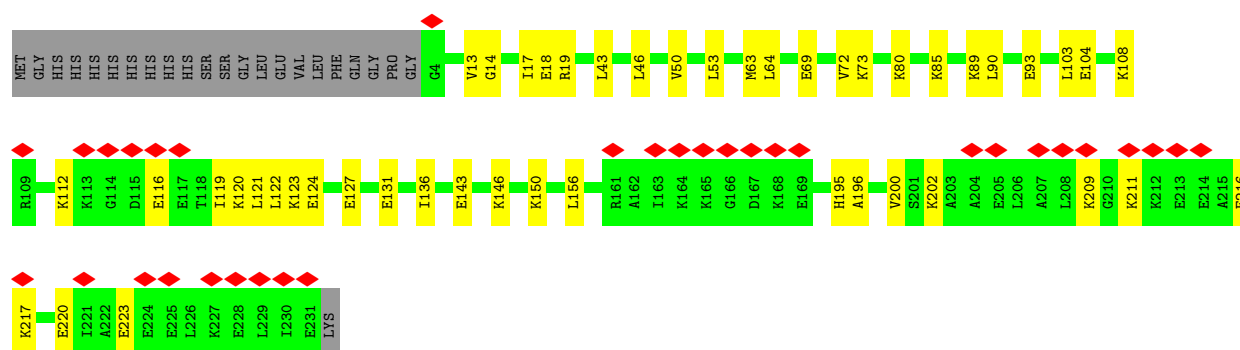 MET GLY HIS HIS HIS HIS HIS HIS HIS HIS SER SER GLY LEU GLU VAL LEU PHE GLN GLY PRO GLY G4 V13 G14 I17 E18 R19 L43 L46 V50 L53 M63 L64 E69 V72 K73 K80 K85 K89 L90 E93 L103 E104 K108
R109 K112 K113 G114 D115 E116 E117 T118 I119 K120 L121 L122 K123 E124 E127 E131 I136 E143 K146 K150 L156 R161 A162 I163 K164 K165 G166 D167 K168 E169 H195 A196 V200 S201 K202 A203 A204 E205 L206 A207 L208 K209 G210 K211 K212 E213 E214 A215
K217 E220 I221 A222 E223 E224 E225 L226 K227 E228 L229 I230 E231 LYS